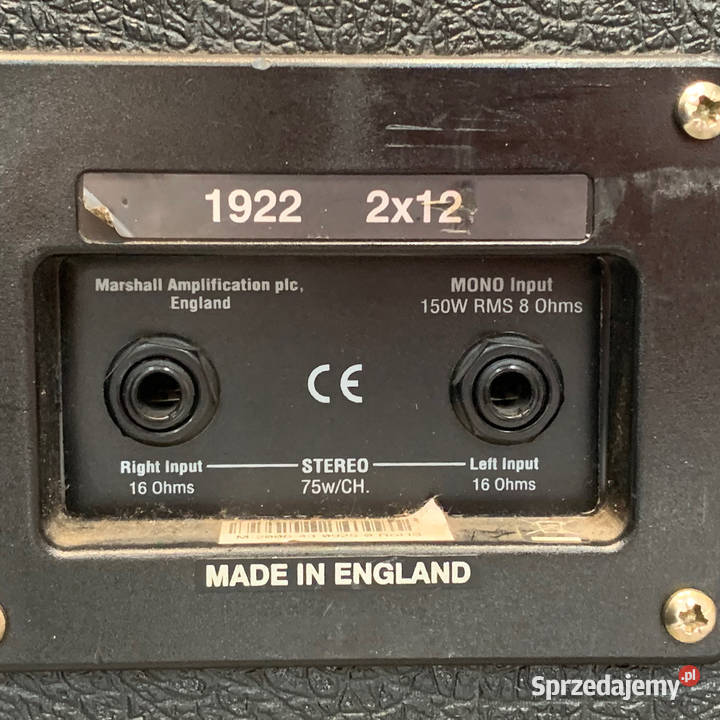 1922 2x12
Marshall Amplification plc,
England
MONO Input
150W RMS 8 Ohms
CE
Right Input STEREO Left Input
16 Ohms 75w/CH. 16 Ohms
MADE IN ENGLAND
Sprzedajemy.pl